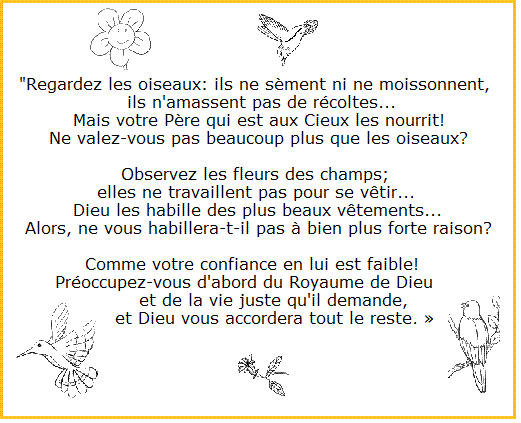 "Regardez les oiseaux: ils ne sèment ni ne moissonnent,
ils n'amassent pas de récoltes...
Mais votre Père qui est aux Cieux les nourrit!
Ne valez-vous pas beaucoup plus que les oiseaux?
Observez les fleurs des champs;
elles ne travaillent pas pour se vêtir...
Dieu les habille des plus beaux vêtements...
Alors, ne vous habillera-t-il pas à bien plus forte raison?
Comme votre confiance en lui est faible!
Préoccupez-vous d'abord du Royaume de Dieu
et de la vie juste qu'il demande,
et Dieu vous accordera tout le reste. »